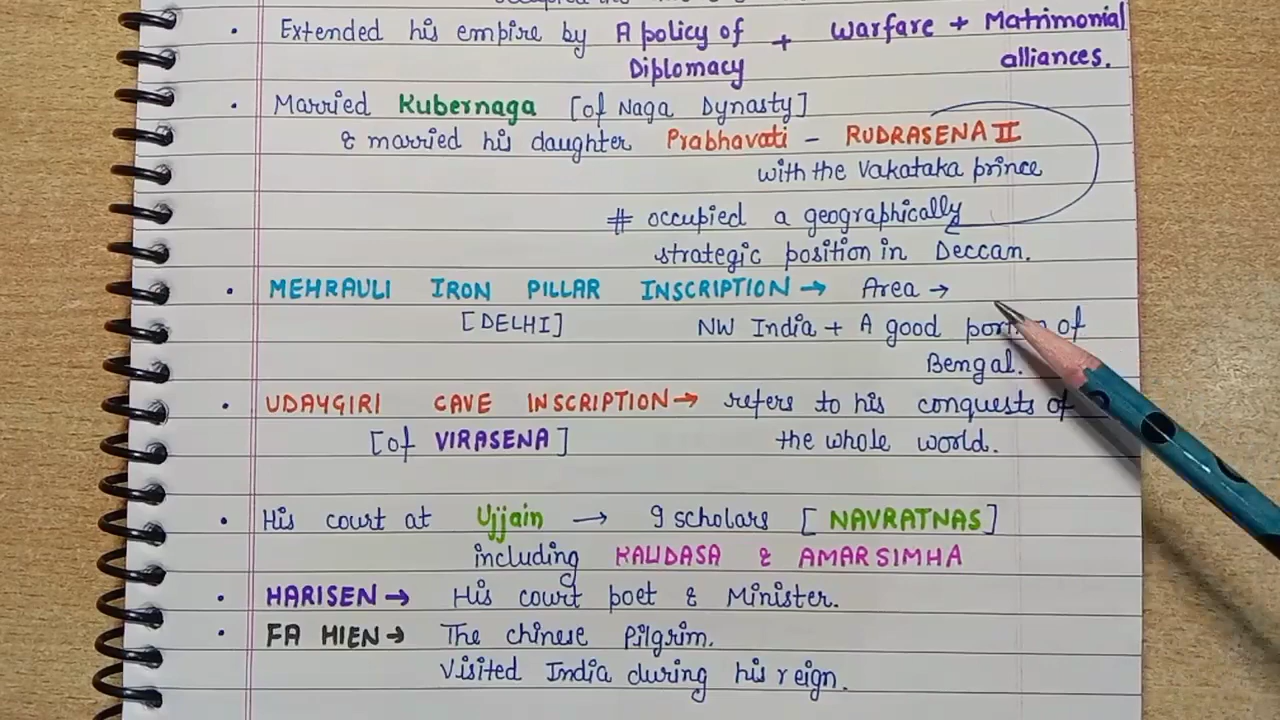 · Extended his empire by A policy of + Warfare + Matrimonial
Diplomacy alliances.
· Married Kubernaga [of Naga Dynasty]
& married his daughter Prabhavati - RUDRASENA II
with the Vakataka prince
# occupied a geographically
strategic position in Deccan.
· MEHRAULI IRON PILLAR INSCRIPTION → Area →
[DELHI] NW India + A good of
Bengal.
· UDAYGIRI CAVE INSCRIPTION → refers to his conquests of
[of VIRASENA] the whole world.
· His court at Ujjain → 9 scholars [NAVRATNAS]
including KALIDASA & AMARSIMHA
· HARISEN → His court poet & Minister.
· FA HIEN → The chinese Pilgrim.
Visited India during his reign.